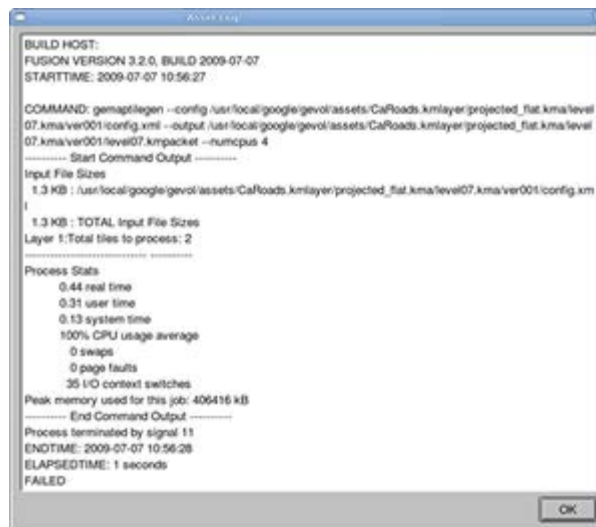 Asset Log
BUILD HOST:
FUSION VERSION 3.2.0, BUILD 2009-07-07
STARTTIME: 2009-07-07 10:56:27
COMMAND: gemaptilegen --config /usr/local/google/gevol/assets/CaRoads.kmlayer/projected_flat.kma/level
07.kma/ver001/config.xml --output /usr/local/google/gevol/assets/CaRoads.kmlayer/projected_flat.kma/level
07.kma/ver001/level07.kmpacket --numcpus 4
---------- Start Command Output ----------
Input File Sizes
1.3 KB : /usr/local/google/gevol/assets/CaRoads.kmlayer/projected_flat.kma/level07.kma/ver001/config.xm
l
1.3 KB : TOTAL Input File Sizes
Layer 1:Total tiles to process: 2
------------------------------ ----------
Process Stats
0.44 real time
0.31 user time
0.13 system time
100% CPU usage average
0 swaps
0 page faults
35 I/O context switches
Peak memory used for this job: 406416 kB
---------- End Command Output ----------
Process terminated by signal 11
ENDTIME: 2009-07-07 10:56:28
ELAPSEDTIME: 1 seconds
FAILED
OK